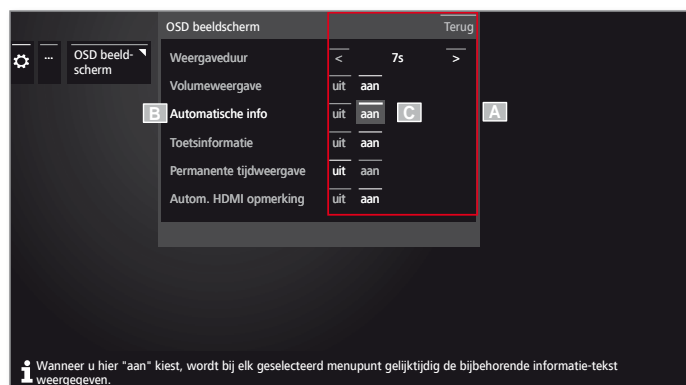 OSD beeldscherm Terug
... OSD beeld-
scherm
Weergaveduur < 7s >
Volumeweergave uit aan
B Automatische info uit aan C A
Toetsinformatie uit aan
Permanente tijdweergave uit aan
Autom. HDMI opmerking uit aan
Wanneer u hier "aan" kiest, wordt bij elk geselecteerd menupunt gelijktijdig de bijbehorende informatie-tekst
weergegeven.